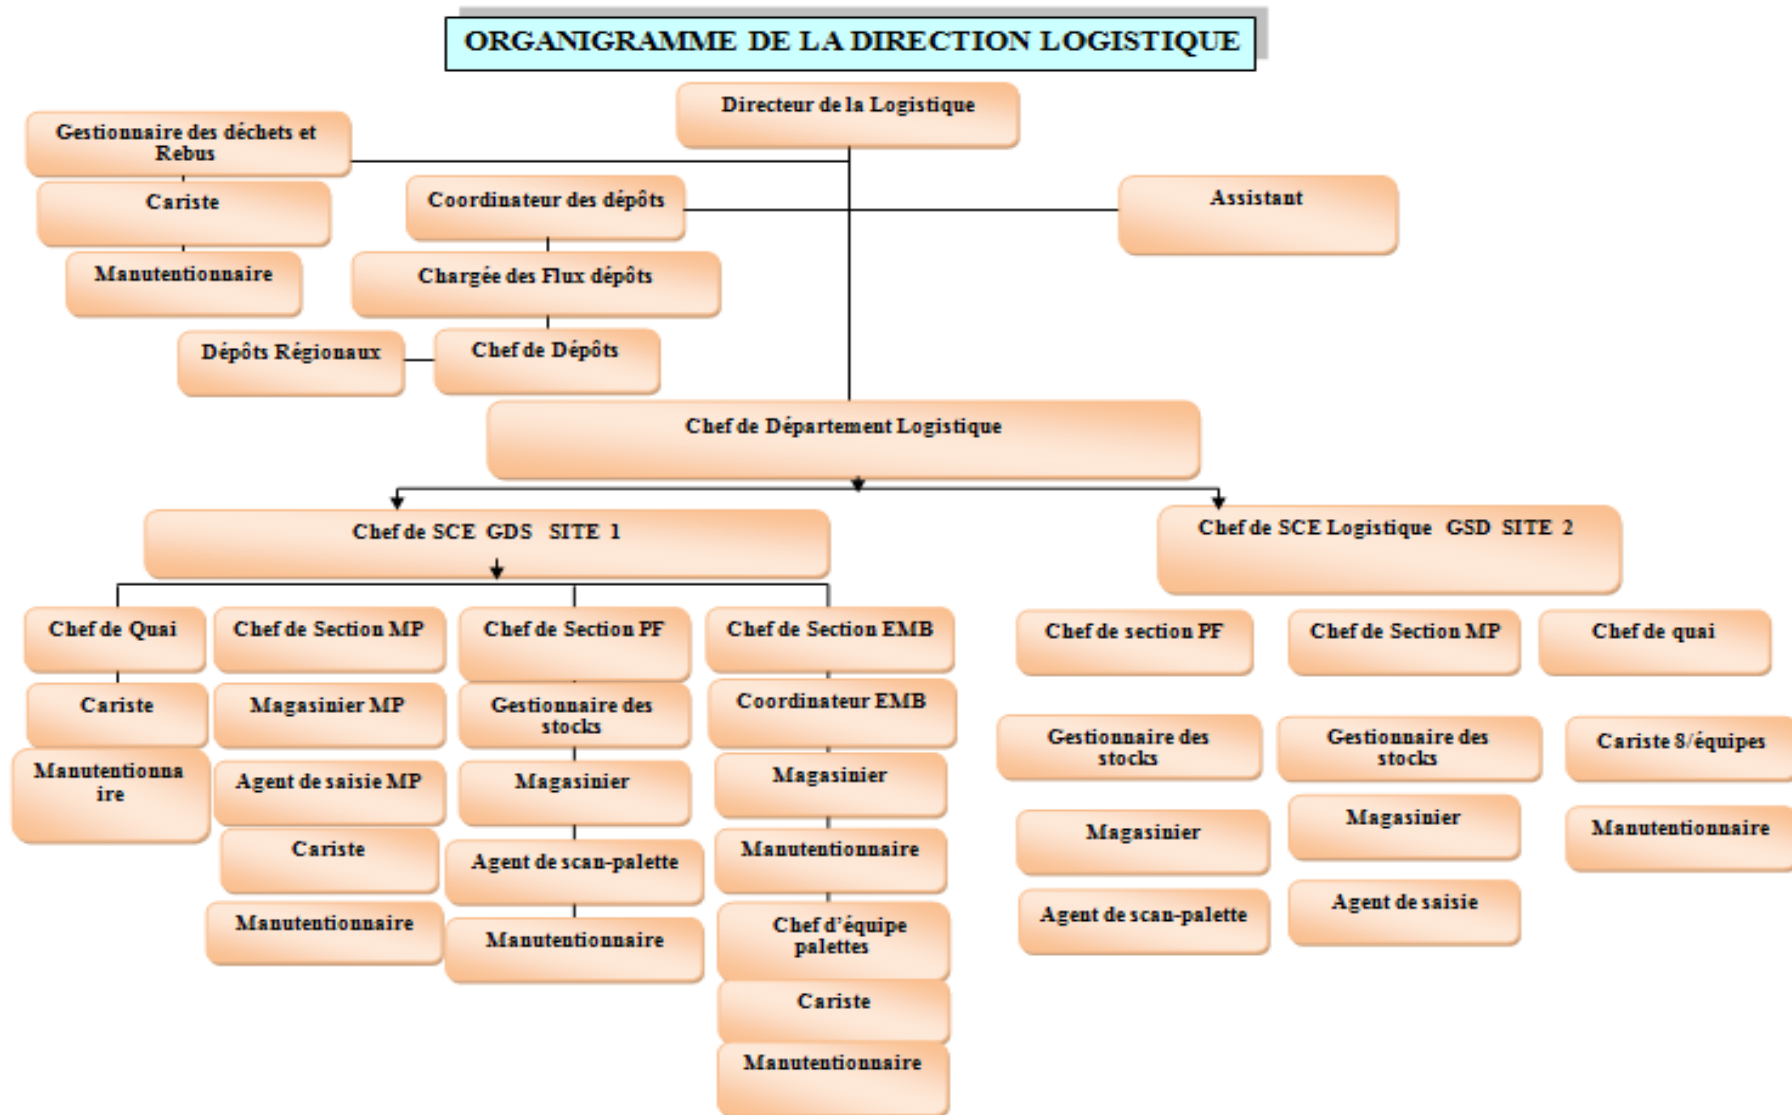 ORGANIGRAMME DE LA DIRECTION LOGISTIQUE
Directeur de la Logistique
Gestionnaire des déchets et
Rebus
Cariste
Manutentionnaire
Coordinateur des dépôts
Assistant
Chargée des Flux dépôts
Dépôts Régionaux
Chef de Dépôts
Chef de Département Logistique
Chef de SCE GDS SITE 1
Chef de SCE Logistique GSD SITE 2
Chef de Quai
Cariste
Manutentionna
ire
Chef de Section MP
Magasinier MP
Agent de saisie MP
Cariste
Manutentionnaire
Chef de Section PF
Gestionnaire des
stocks
Magasinier
Agent de scan-palette
Manutentionnaire
Chef de Section EMB
Coordinateur EMB
Magasinier
Manutentionnaire
Chef d'équipe
palettes
Cariste
Manutentionnaire
Chef de section PF
Gestionnaire des
stocks
Magasinier
Agent de scan-palette
Chef de Section MP
Gestionnaire des
stocks
Magasinier
Agent de saisie
Chef de quai
Cariste 8/équipes
Manutentionnaire